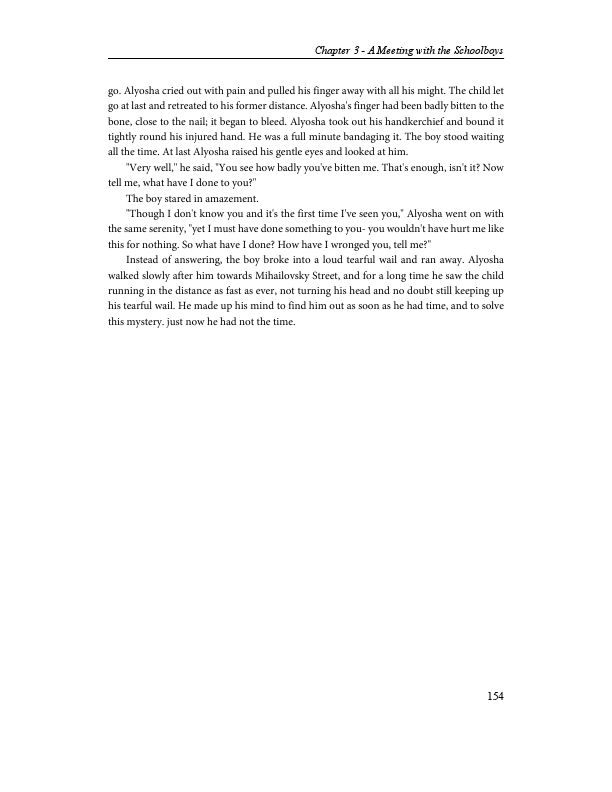 Chapter 3 - A Meeting with the Schoolboys
go. Alyosha cried out with pain and pulled his finger away with all his might. The child let
go at last and retreated to his former distance. Alyosha's finger had been badly bitten to the
bone, close to the nail; it began to bleed. Alyosha took out his handkerchief and bound it
tightly round his injured hand. He was a full minute bandaging it. The boy stood waiting
all the time. At last Alyosha raised his gentle eyes and looked at him.
"Very well," he said, "You see how badly you've bitten me. That's enough, isn't it? Now
tell me, what have I done to you?"
The boy stared in amazement.
"Though I don't know you and it's the first time I've seen you," Alyosha went on with
the same serenity, "yet I must have done something to you- you wouldn't have hurt me like
this for nothing. So what have I done? How have I wronged you, tell me?"
Instead of answering, the boy broke into a loud tearful wail and ran away. Alyosha
walked slowly after him towards Mihailovsky Street, and for a long time he saw the child
running in the distance as fast as ever, not turning his head and no doubt still keeping up
his tearful wail. He made up his mind to find him out as soon as he had time, and to solve
this mystery. just now he had not the time.
154